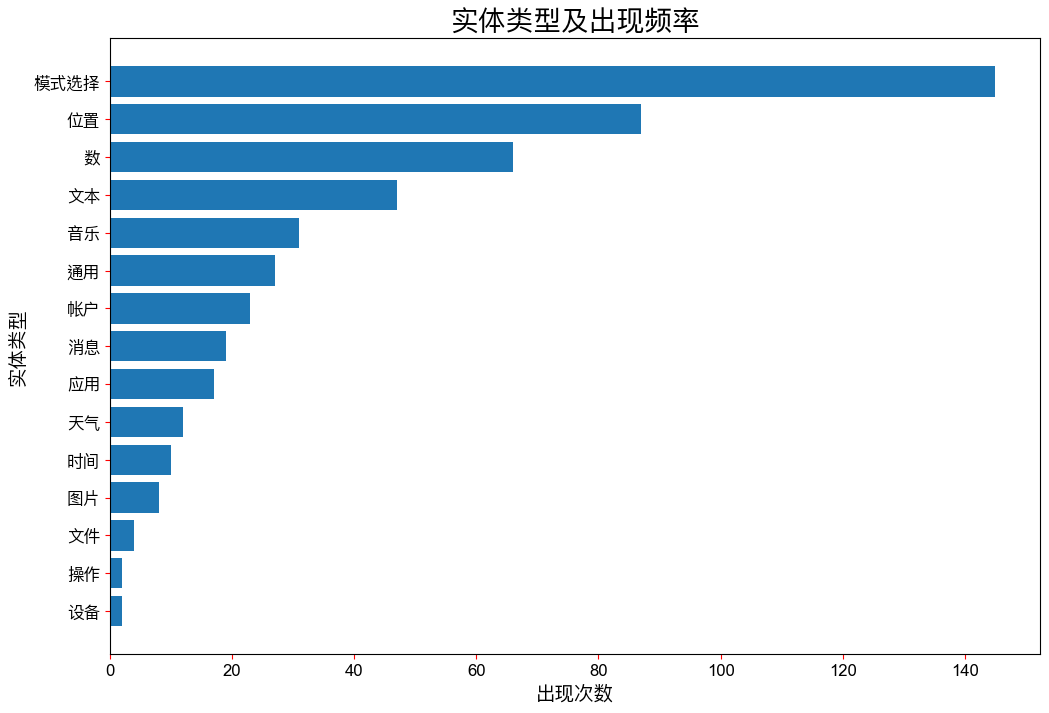 实体类型及出现频率
实体类型
模式选择
位置
数
文本
音乐
通用
帐户
消息
应用
天气
时间
图片
文件
操作
设备
0 20 40 60 80 100 120 140
出现次数